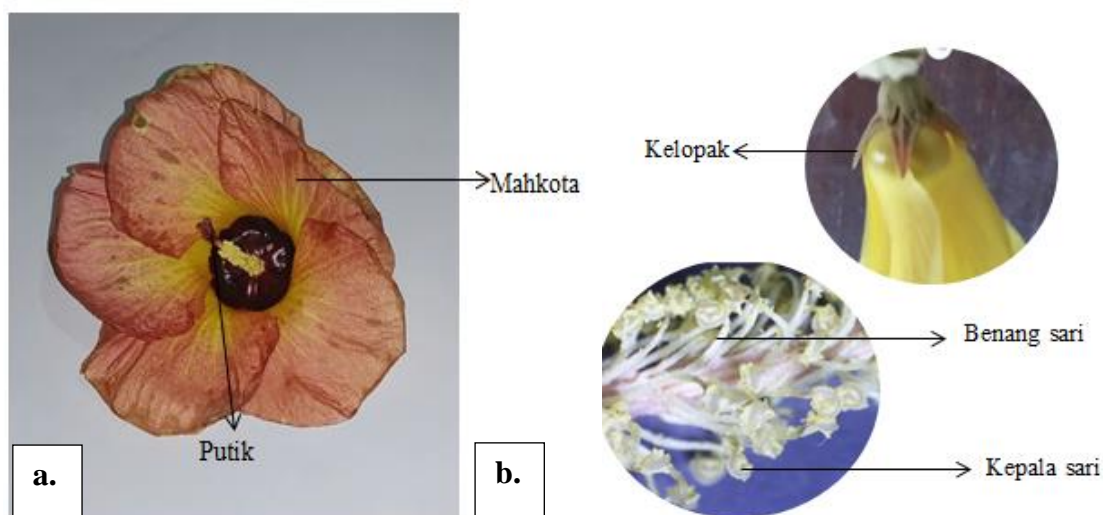 Mahkota
Putik
a.
b.
Kelopak
Benang sari
Kepala sari